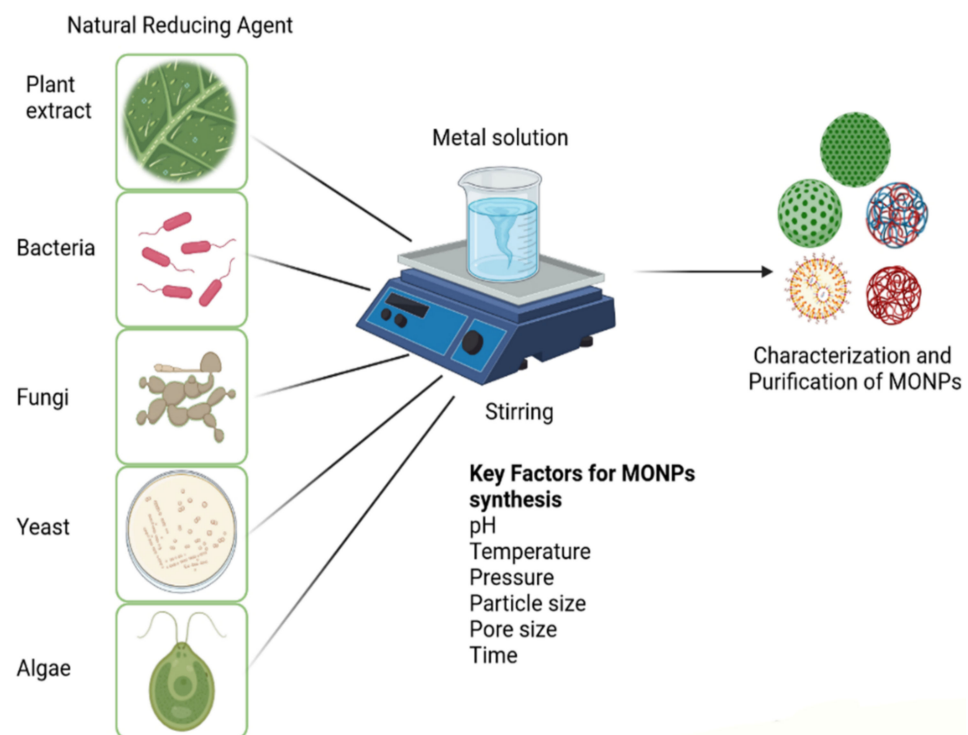 Natural Reducing Agent
Plant
extract
Bacteria
Fungi
Yeast
Algae
Metal solution
Stirring
Key Factors for MONPs
synthesis
pH
Temperature
Pressure
Particle size
Pore size
Time
Characterization and
Purification of MONPs